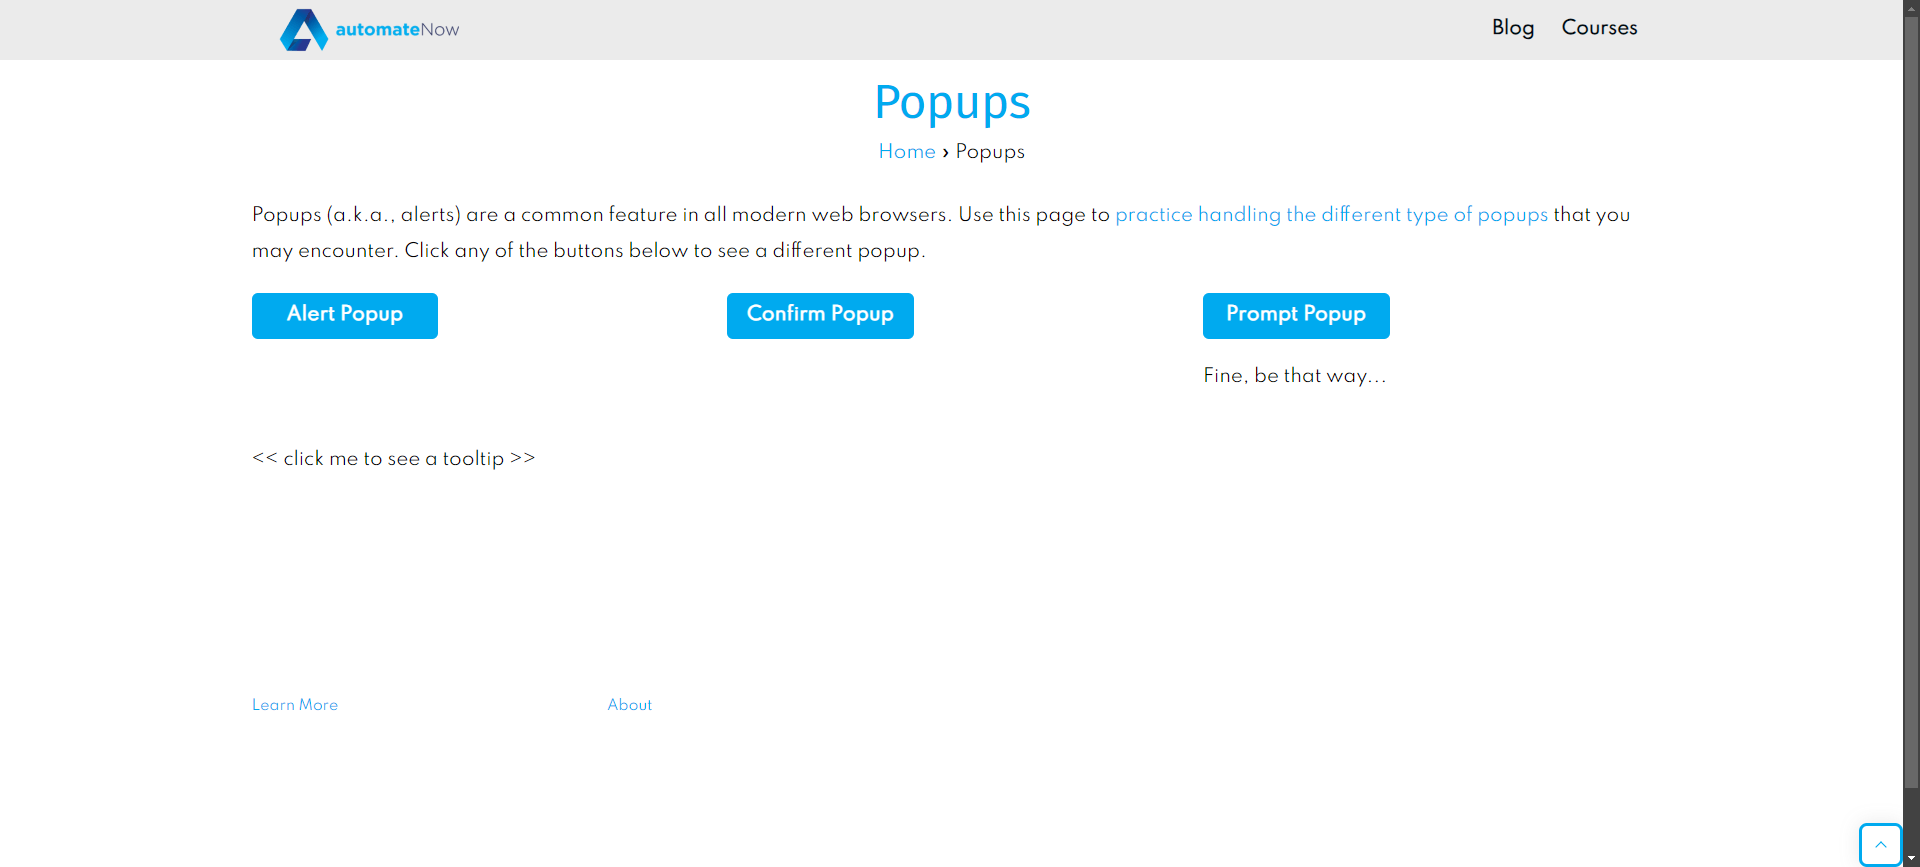 automateNow
Blog Courses
Popups
Home › Popups
Popups (a.k.a., alerts) are a common feature in all modern web browsers. Use this page to practice handling the different type of popups that you
may encounter. Click any of the buttons below to see a different popup.
Alert Popup Confirm Popup Prompt Popup
Fine, be that way...
<< click me to see a tooltip >>
Learn More About